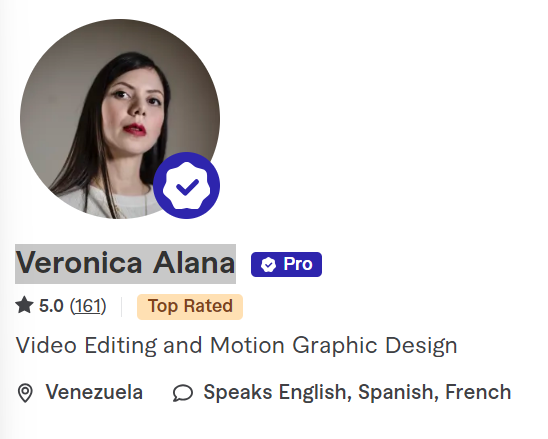 Veronica Alana Pro
5.0 (161) Top Rated
Video Editing and Motion Graphic Design
Venezuela Speaks English, Spanish, French